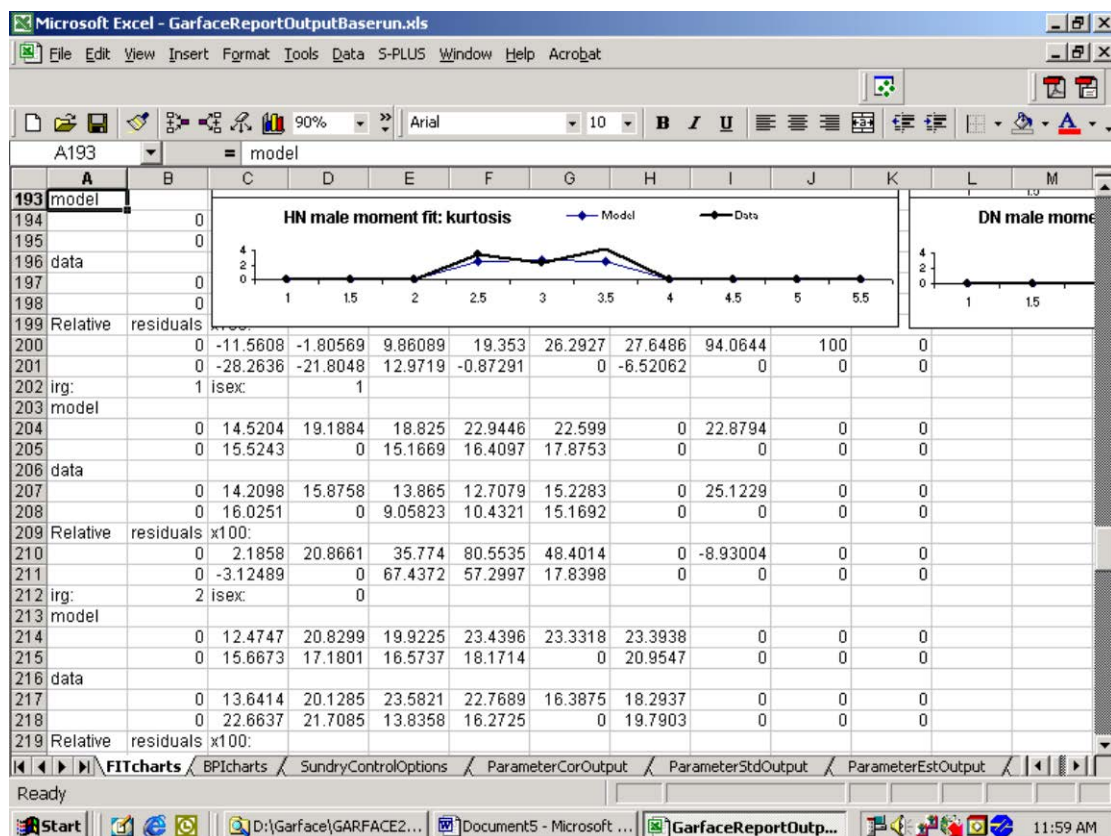 Microsoft Excel - GarfaceReportOutputBaserun.xls
File Edit View Insert Format Tools Data S-PLUS Window Help Acrobat
90% Arial 10 B I U A
A193 = model
A B C D E F G H I J K L M
193 model
HN male moment fit: kurtosis Model Data
DN male mome
194 0
195 0
196 data
197 0
198 0
4
2
0
1 1.5 2 2.5 3 3.5 4 4.5 5 5.5
4
2
0
1 1.5
199 Relative residuals x100:
200 0 -11.5608 -1.80569 9.86089 19.353 26.2927 27.6486 94.0644 100 0
201 0 -28.2636 -21.8048 12.9719 -0.87291 0 -6.52062 0 0 0
202 irg: 1 isex: 1
203 model
204 0 14.5204 19.1884 18.825 22.9446 22.599 0 22.8794 0 0
205 0 15.5243 0 15.1669 16.4097 17.8753 0 0 0 0
206 data
207 0 14.2098 15.8758 13.865 12.7079 15.2283 0 25.1229 0 0
208 0 16.0251 0 9.05823 10.4321 15.1692 0 0 0 0
209 Relative residuals x100:
210 0 2.1858 20.8661 35.774 80.5535 48.4014 0 -8.93004 0 0
211 0 -3.12489 0 67.4372 57.2997 17.8398 0 0 0 0
212 irg: 2 isex: 0
213 model
214 0 12.4747 20.8299 19.9225 23.4396 23.3318 23.3938 0 0 0
215 0 15.6673 17.1801 16.5737 18.1714 0 20.9547 0 0 0
216 data
217 0 13.6414 20.1285 23.5821 22.7689 16.3875 18.2937 0 0 0
218 0 22.6637 21.7085 13.8358 16.2725 0 19.7903 0 0 0
219 Relative residuals x100:
FITcharts BPIcharts SundryControlOptions ParameterCorOutput ParameterStdOutput ParameterEstOutput
Ready
Start D:\Garface\GARFACE2... Document5 - Microsoft ... GarfaceReportOutp... 11:59 AM